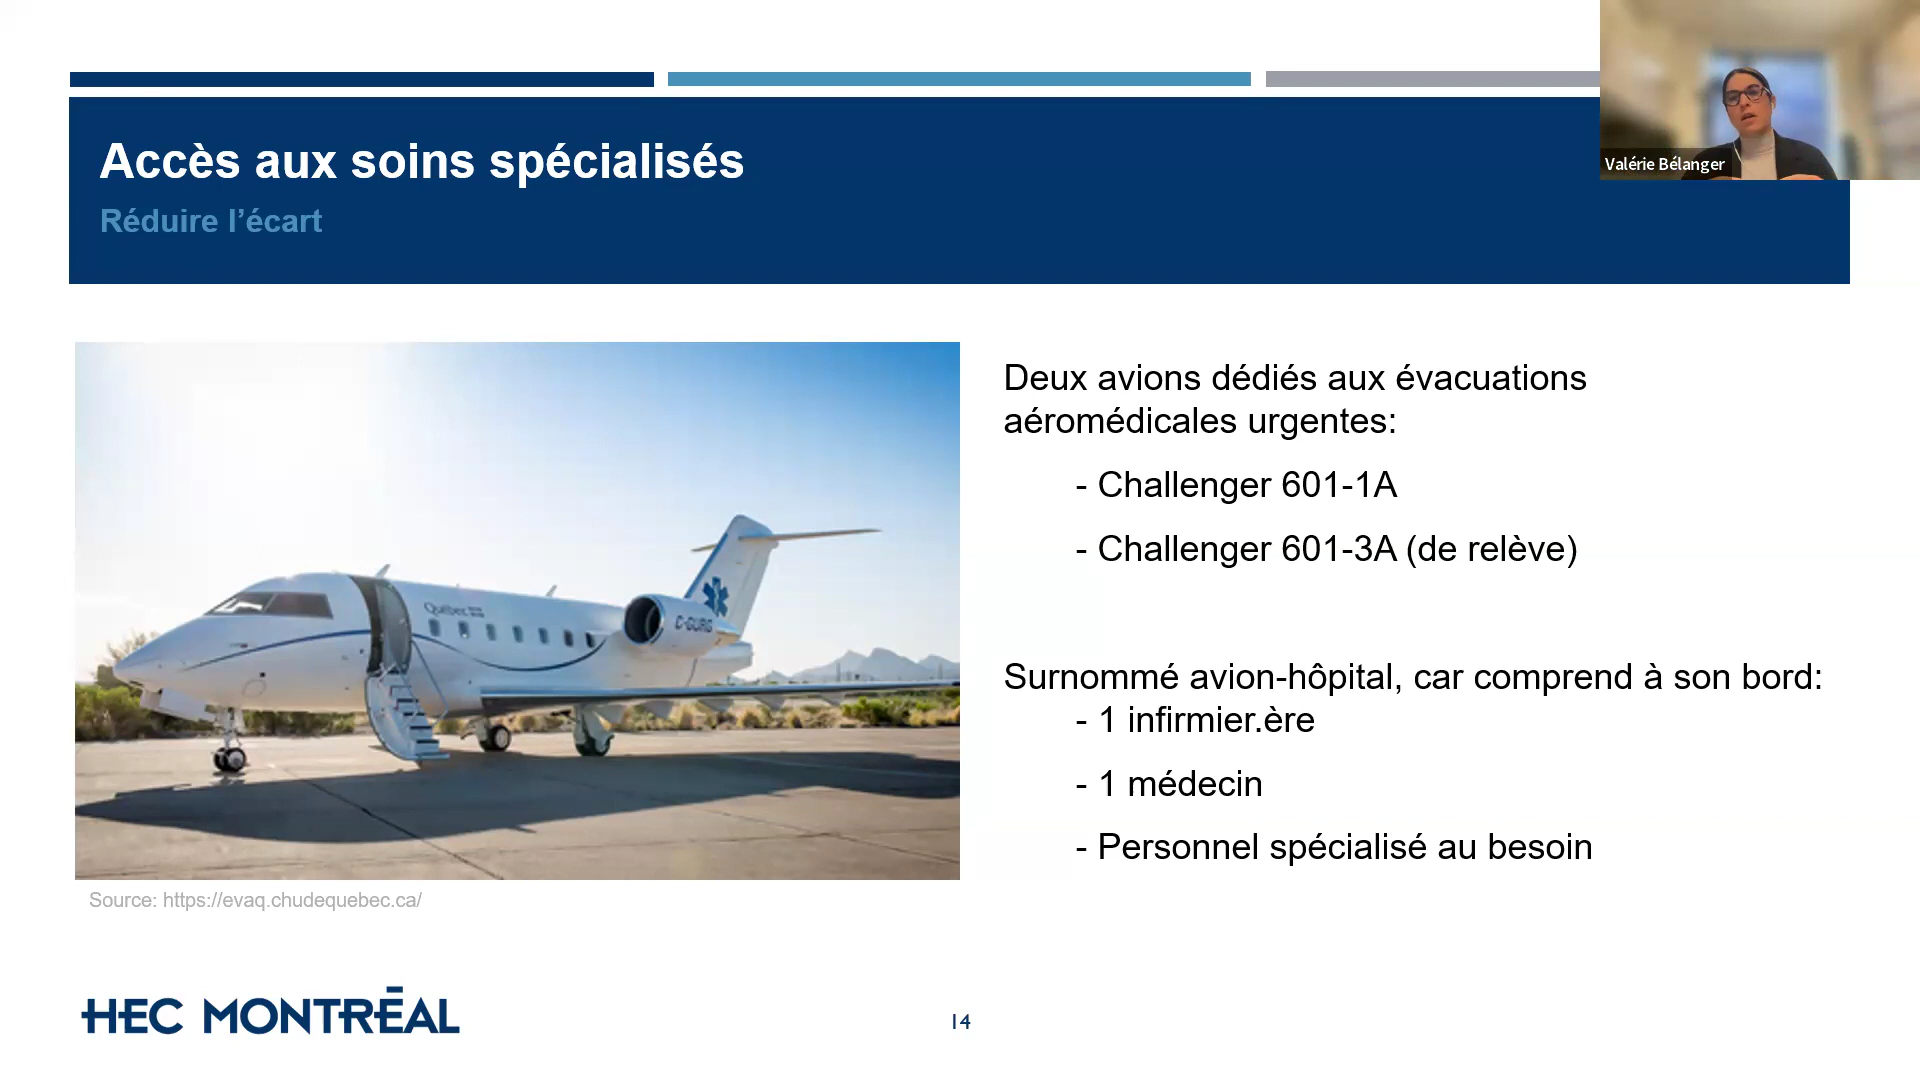 Valérie Bélanger
Accès aux soins spécialisés
Réduire l’écart
Québec
C-GURG
Source: https://evaq.chudequebec.ca/
Deux avions dédiés aux évacuations
aéromédicales urgentes:
- Challenger 601-1A
- Challenger 601-3A (de relève)
Surnommé avion-hôpital, car comprend à son bord:
- 1 infirmier.ère
- 1 médecin
- Personnel spécialisé au besoin
HEC MONTRÉAL
14